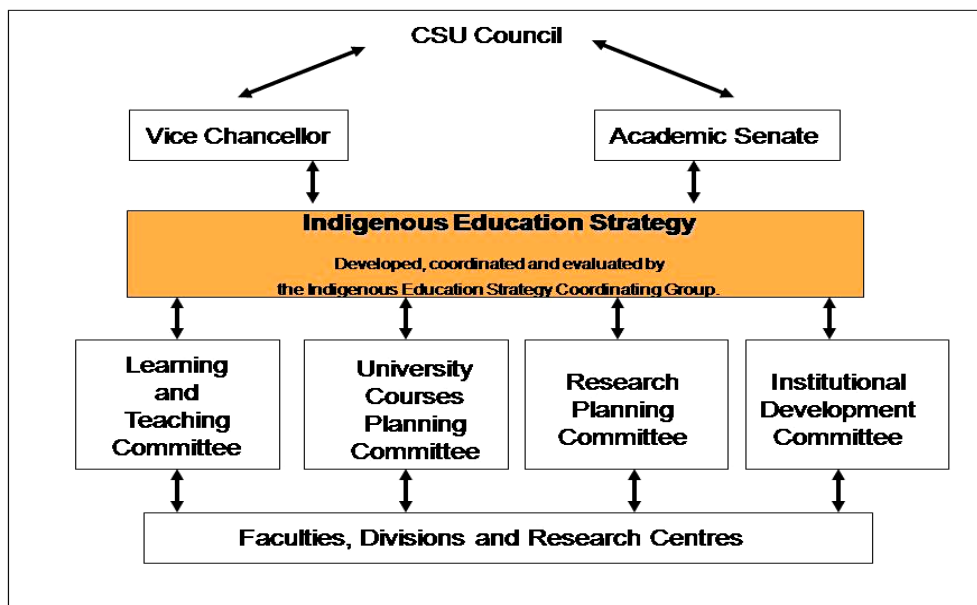 CSU Council
Vice Chancellor
Academic Senate
Indigenous Education Strategy
Developed, coordinated and evaluated by
the Indigenous Education Strategy Coordinating Group.
Learning
and
Teaching
Committee
University
Courses
Planning
Committee
Research
Planning
Committee
Institutional
Development
Committee
Faculties, Divisions and Research Centres